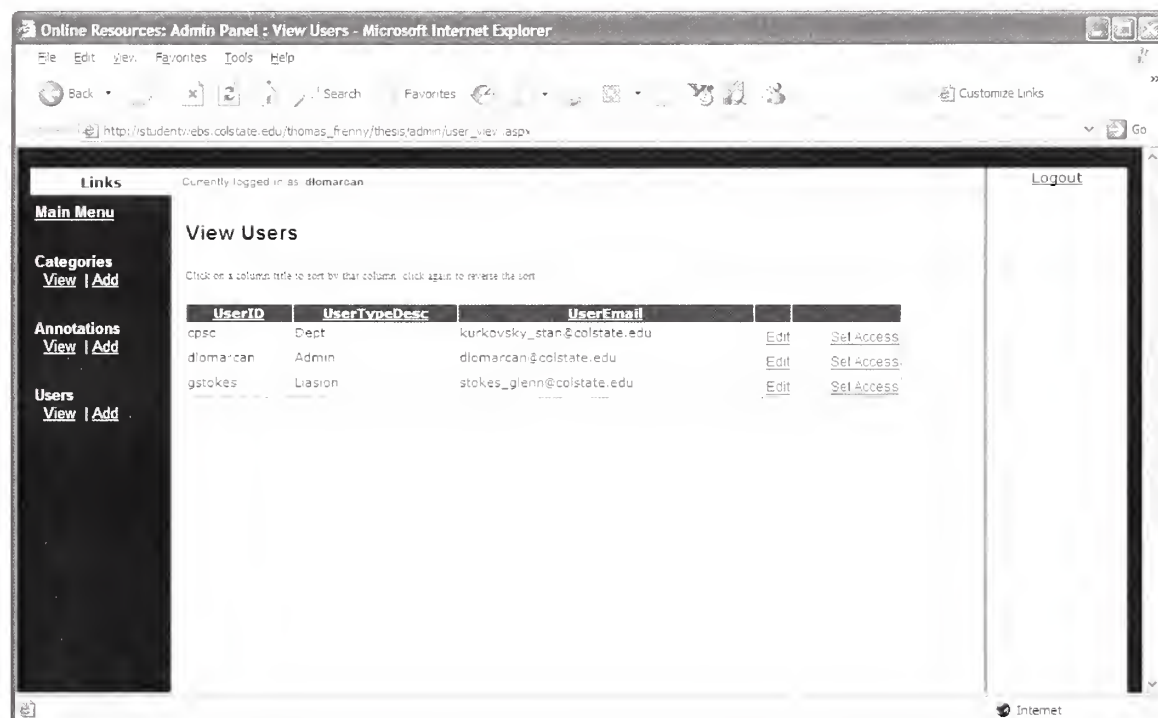 Online Resources: Admin Panel : View Users - Microsoft Internet Explorer
File Edit View Favorites Tools Help
Back Search Favorites Customize Links
http://studentwebs.colstate.edu/thomas_frenny/thesis/admin/user_view.aspx Go
Links
Currently logged in as: dlomarcan
Logout
Main Menu
View Users
Categories
View | Add
Click on a column title to sort by that column, click again to reverse the sort
UserID UserTypeDesc UserEmail
cpsc Dept kurkovsky_stan@colstate.edu Edit Set Access
dlomarcan Admin dlomarcan@colstate.edu Edit Set Access
gstokes Liasion stokes_glenn@colstate.edu Edit Set Access
Annotations
View | Add
Users
View | Add
Internet